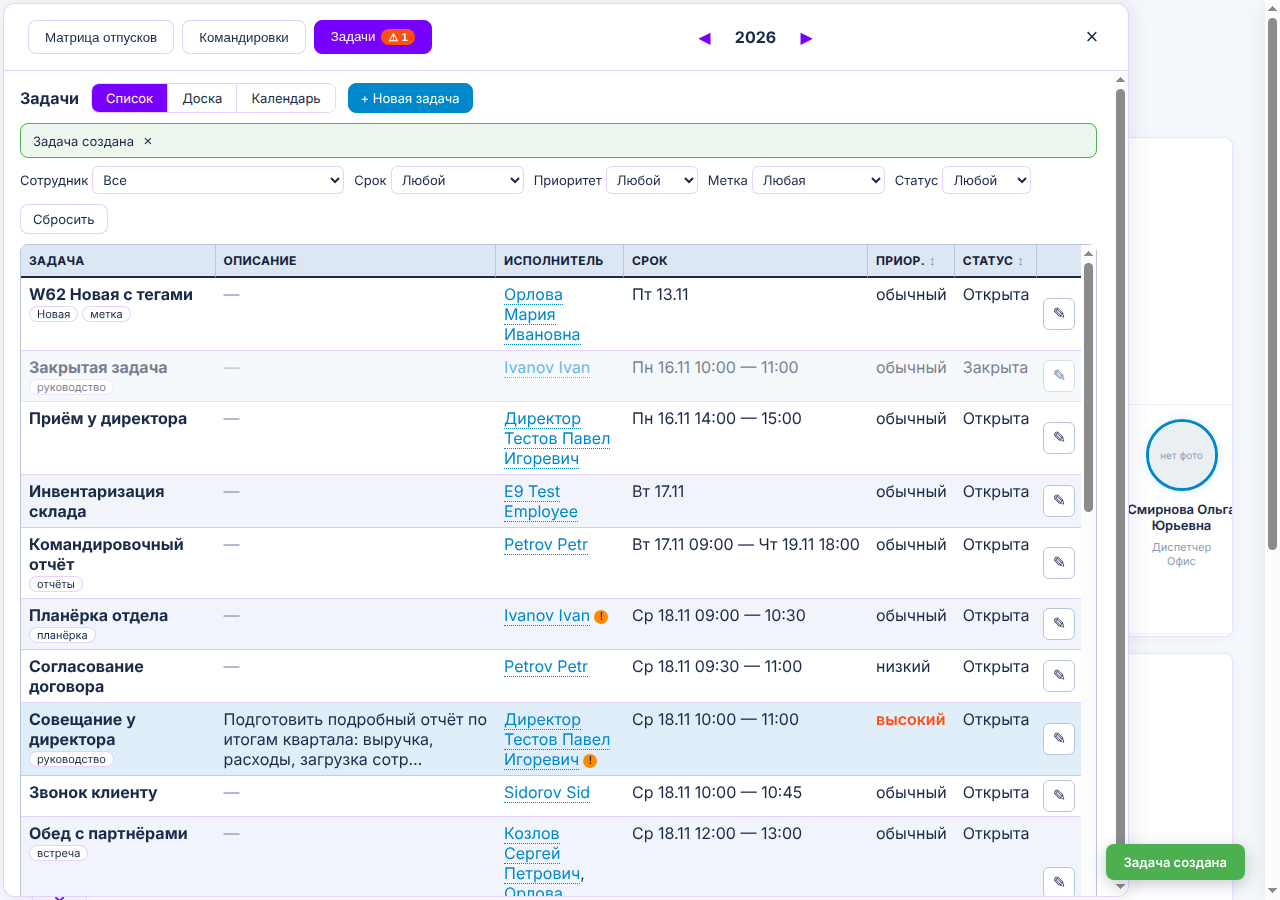 Матрица отпусков
Командировки
Задачи ⚠ 1
◀ 2026 ▶
×
Задачи
Список
Доска
Календарь
+ Новая задача
Задача создана ×
Сотрудник Все Срок Любой Приоритет Любой Метка Любая Статус Любой
Сбросить
ЗАДАЧА ОПИСАНИЕ ИСПОЛНИТЕЛЬ СРОК ПРИОР. ↕ СТАТУС ↕
W62 Новая с тегами — Орлова Пт 13.11 обычный Открыта
Новая метка Мария
Ивановна
Закрытая задача — Ivanov Ivan Пн 16.11 10:00 — 11:00 обычный Закрыта
руководство
Приём у директора — Директор Пн 16.11 14:00 — 15:00 обычный Открыта
Тестов Павел
Игоревич
Инвентаризация — E9 Test Вт 17.11 обычный Открыта
склада Employee
Командировочный — Petrov Petr Вт 17.11 09:00 — Чт 19.11 18:00 обычный Открыта
отчёт
отчёты
Планёрка отдела — Ivanov Ivan ! Ср 18.11 09:00 — 10:30 обычный Открыта
планёрка
Согласование — Petrov Petr Ср 18.11 09:30 — 11:00 низкий Открыта
договора
Совещание у Подготовить подробный отчёт по Директор Ср 18.11 10:00 — 11:00 высокий Открыта
директора итогам квартала: выручка, Тестов Павел
руководство расходы, загрузка сотр... Игоревич !
Звонок клиенту — Sidorov Sid Ср 18.11 10:00 — 10:45 обычный Открыта
Обед с партнёрами — Козлов Ср 18.11 12:00 — 13:00 обычный Открыта
встреча Сергей
Петрович,
Орлова
нет фото
Смирнова Ольга
Юрьевна
Диспетчер
Офис
Задача создана